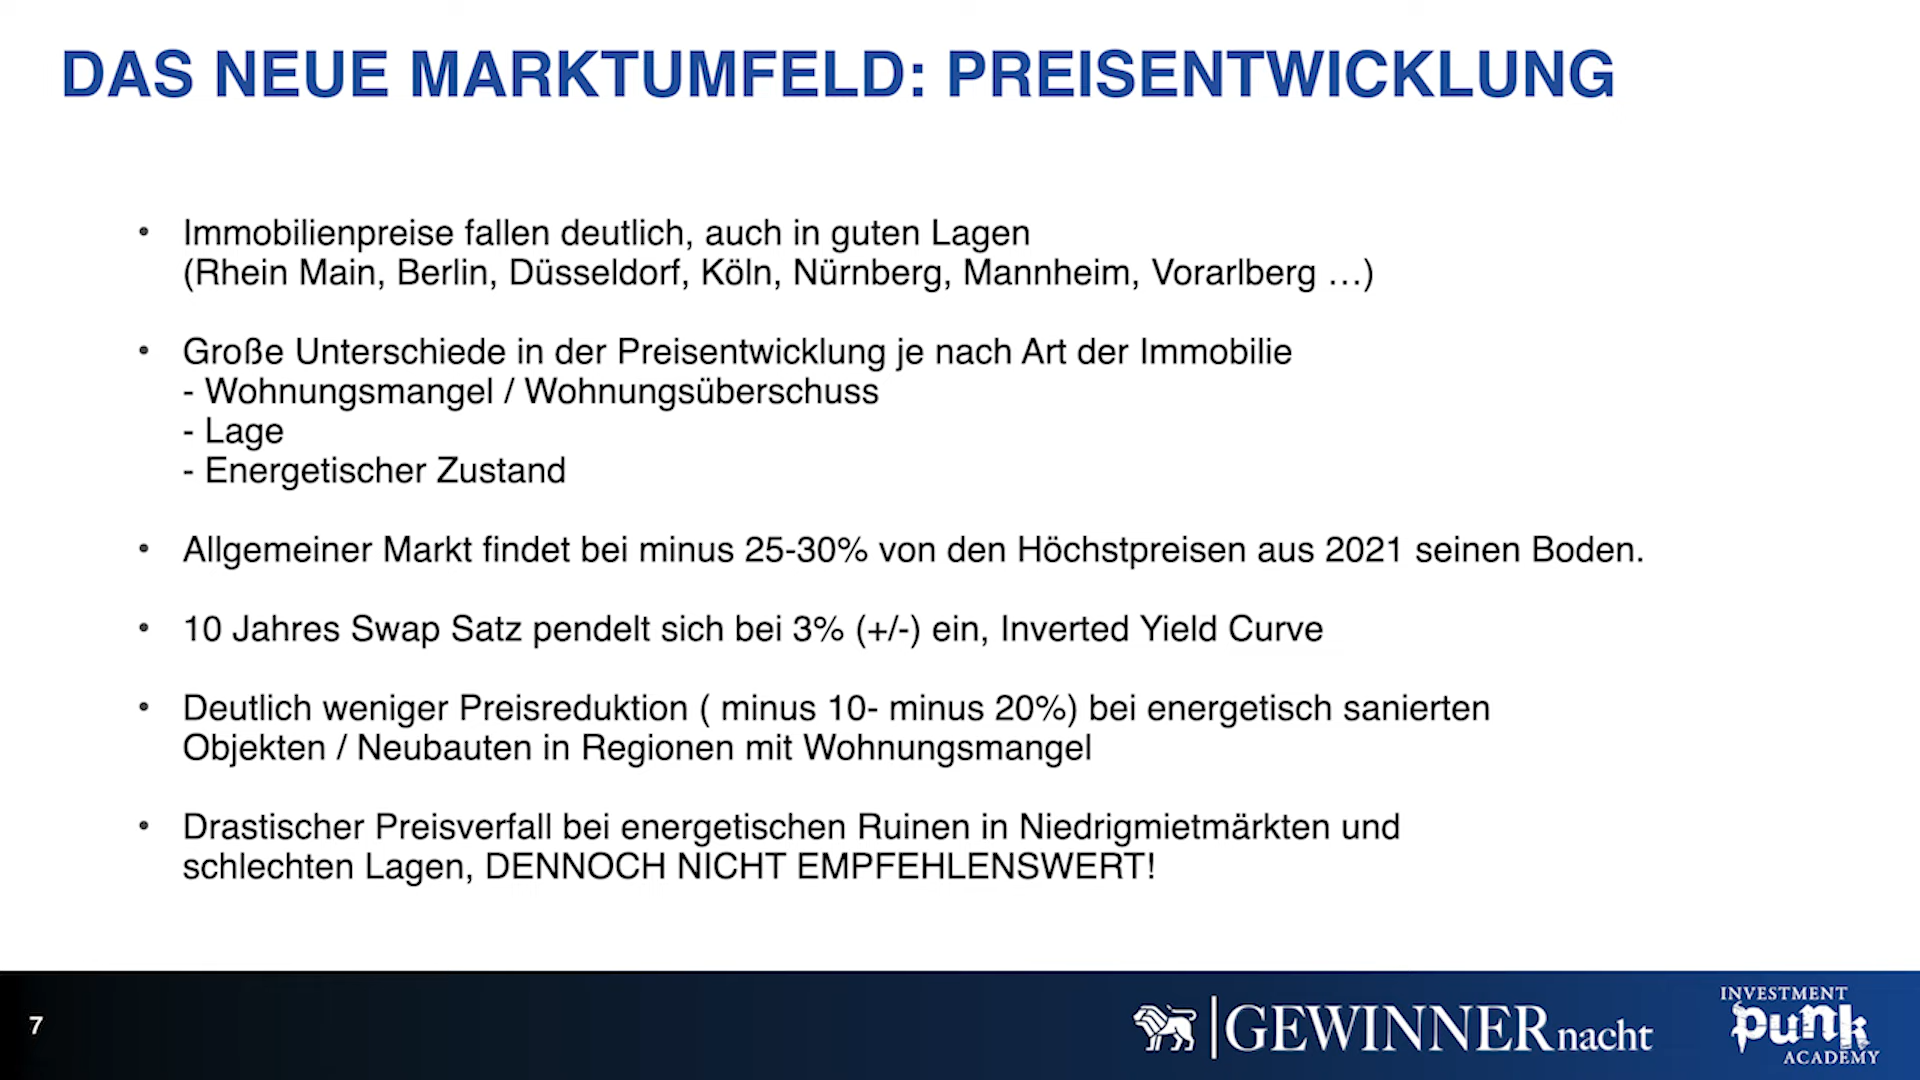 DAS NEUE MARKTUMFELD: PREISENTWICKLUNG
• Immobilienpreise fallen deutlich, auch in guten Lagen
(Rhein Main, Berlin, Düsseldorf, Köln, Nürnberg, Mannheim, Vorarlberg …)
• Große Unterschiede in der Preisentwicklung je nach Art der Immobilie
- Wohnungsmangel / Wohnungsüberschuss
- Lage
- Energetischer Zustand
• Allgemeiner Markt findet bei minus 25-30% von den Höchstpreisen aus 2021 seinen Boden.
• 10 Jahres Swap Satz pendelt sich bei 3% (+/-) ein, Inverted Yield Curve
• Deutlich weniger Preisreduktion ( minus 10- minus 20%) bei energetisch sanierten
Objekten / Neubauten in Regionen mit Wohnungsmangel
• Drastischer Preisverfall bei energetischen Ruinen in Niedrigmietmärkten und
schlechten Lagen, DENNOCH NICHT EMPFEHLENSWERT!
7
GEWINNERnacht
INVESTMENT
punk
ACADEMY